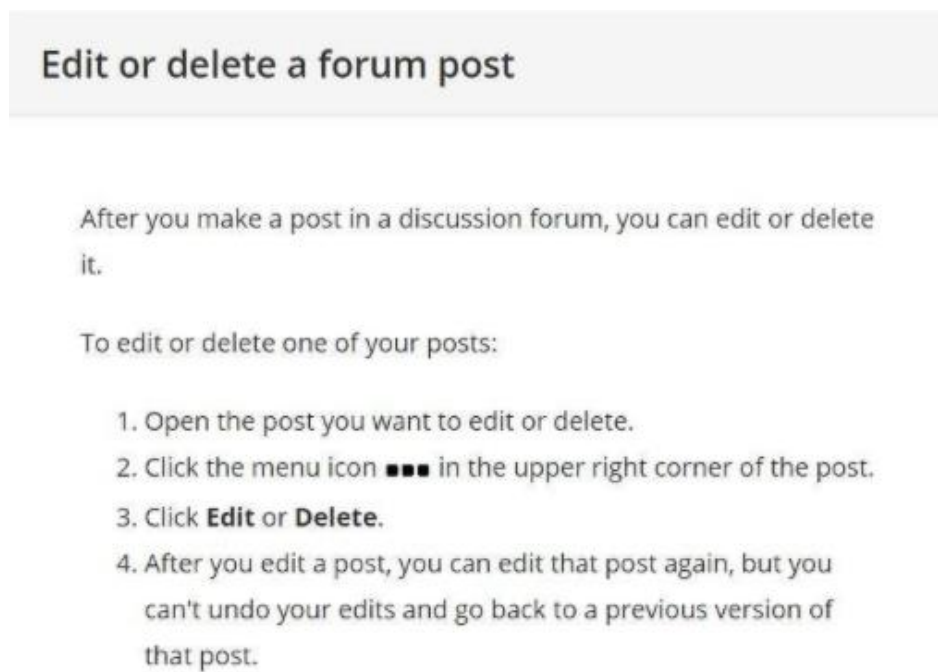 Edit or delete a forum post
After you make a post in a discussion forum, you can edit or delete
it.
To edit or delete one of your posts:
1. Open the post you want to edit or delete.
2. Click the menu icon ▪▪▪ in the upper right corner of the post.
3. Click Edit or Delete.
4. After you edit a post, you can edit that post again, but you
can't undo your edits and go back to a previous version of
that post.